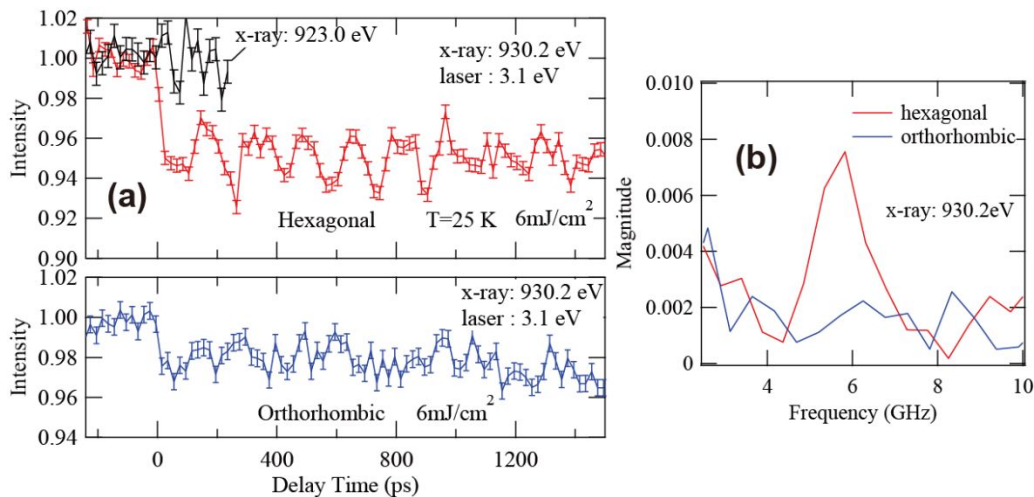 1.02
1.00
0.98
0.96
0.94
0.92
0.90
Intensity
x-ray: 923.0 eV
x-ray: 930.2 eV
laser : 3.1 eV
(a)
Hexagonal T=25 K 6mJ/cm²
1.02
1.00
0.98
0.96
0.94
Intensity
x-ray: 930.2 eV
laser : 3.1 eV
Orthorhombic 6mJ/cm²
0 400 800 1200
Delay Time (ps)
0.010
0.008
0.006
0.004
0.002
0
Magnitude
hexagonal
orthorhombic
(b)
x-ray: 930.2eV
4 6 8 10
Frequency (GHz)